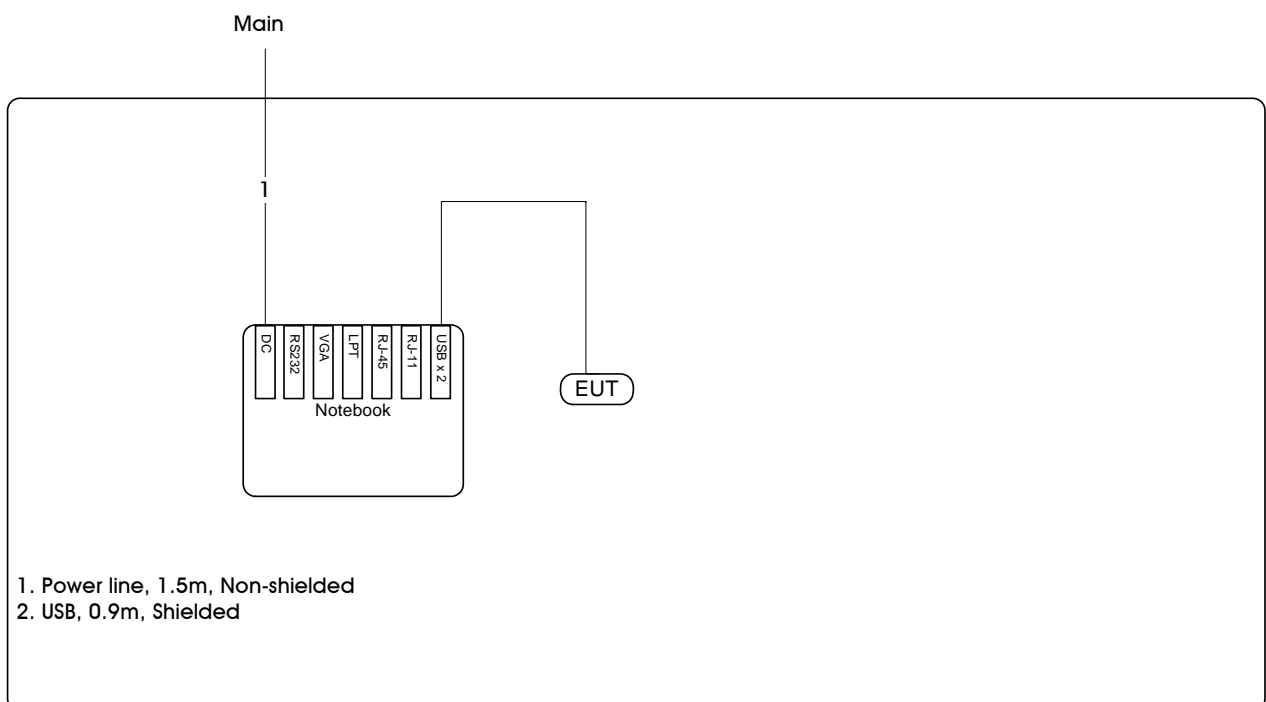 Main
1
DC
RS232
VGA
LPT
RJ-45
RJ-11
USB x 2
Notebook
EUT
1. Power line, 1.5m, Non-shielded
2. USB, 0.9m, Shielded